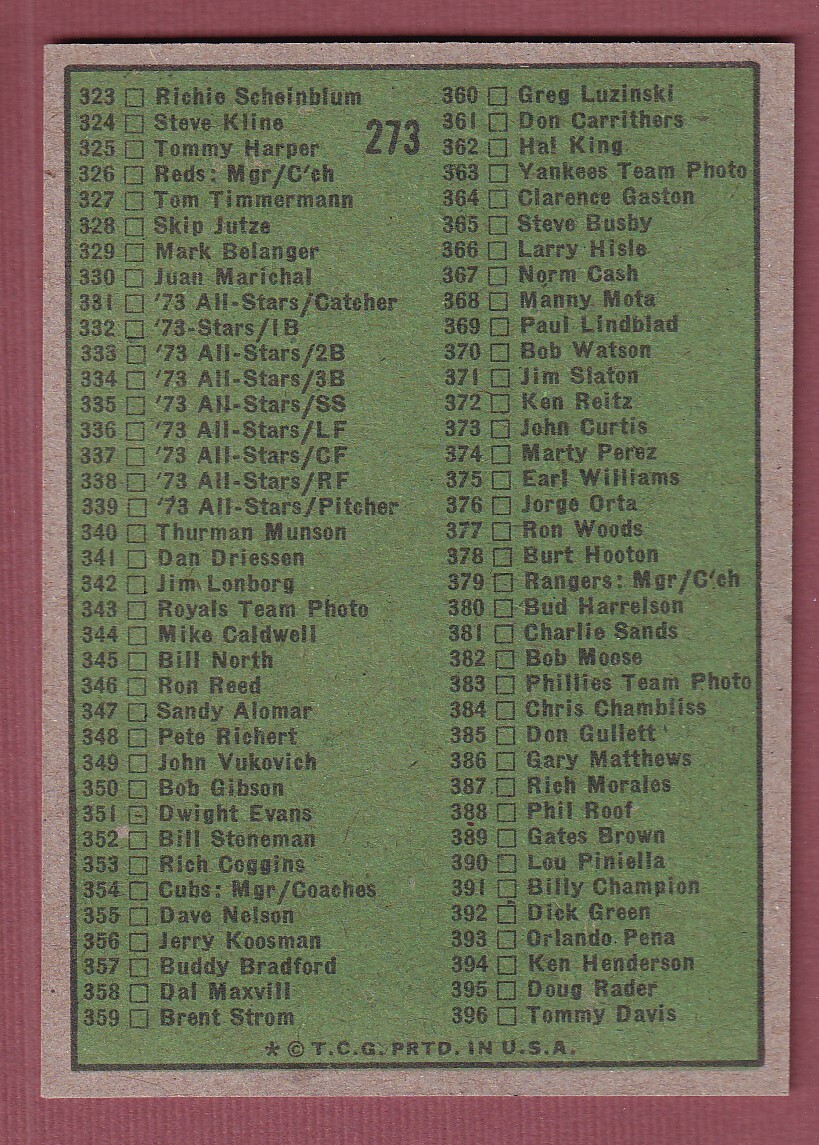 323 Richie Scheinblum
324 Steve Kline
325 Tommy Harper
326 Reds: Mgr/C'ch
327 Tom Timmermann
328 Skip Jutze
329 Mark Belanger
330 Juan Marichal
331 '73 All-Stars/Catcher
332 '73-Stars/1B
333 '73 All-Stars/2B
334 '73 All-Stars/3B
335 '73 All-Stars/SS
336 '73 All-Stars/LF
337 '73 All-Stars/CF
338 '73 All-Stars/RF
339 '73 All-Stars/Pitcher
340 Thurman Munson
341 Dan Driessen
342 Jim Lonborg
343 Royals Team Photo
344 Mike Caldwell
345 Bill North
346 Ron Reed
347 Sandy Alomar
348 Pete Richert
349 John Vukovich
350 Bob Gibson
351 Dwight Evans
352 Bill Stoneman
353 Rich Coggins
354 Cubs: Mgr/Coaches
355 Dave Nelson
356 Jerry Koosman
357 Buddy Bradford
358 Dal Maxvill
359 Brent Strom
273
360 Greg Luzinski
361 Don Carrithers
362 Hal King
363 Yankees Team Photo
364 Clarence Gaston
365 Steve Busby
366 Larry Hisle
367 Norm Cash
368 Manny Mota
369 Paul Lindblad
370 Bob Watson
371 Jim Slaton
372 Ken Reitz
373 John Curtis
374 Marty Perez
375 Earl Williams
376 Jorge Orta
377 Ron Woods
378 Burt Hooton
379 Rangers: Mgr/C'ch
380 Bud Harrelson
381 Charlie Sands
382 Bob Moose
383 Phillies Team Photo
384 Chris Chambliss
385 Don Gullett
386 Gary Matthews
387 Rich Morales
388 Phil Roof
389 Gates Brown
390 Lou Piniella
391 Billy Champion
392 Dick Green
393 Orlando Pena
394 Ken Henderson
395 Doug Rader
396 Tommy Davis
* © T.C.G. PRTD. IN U.S.A.